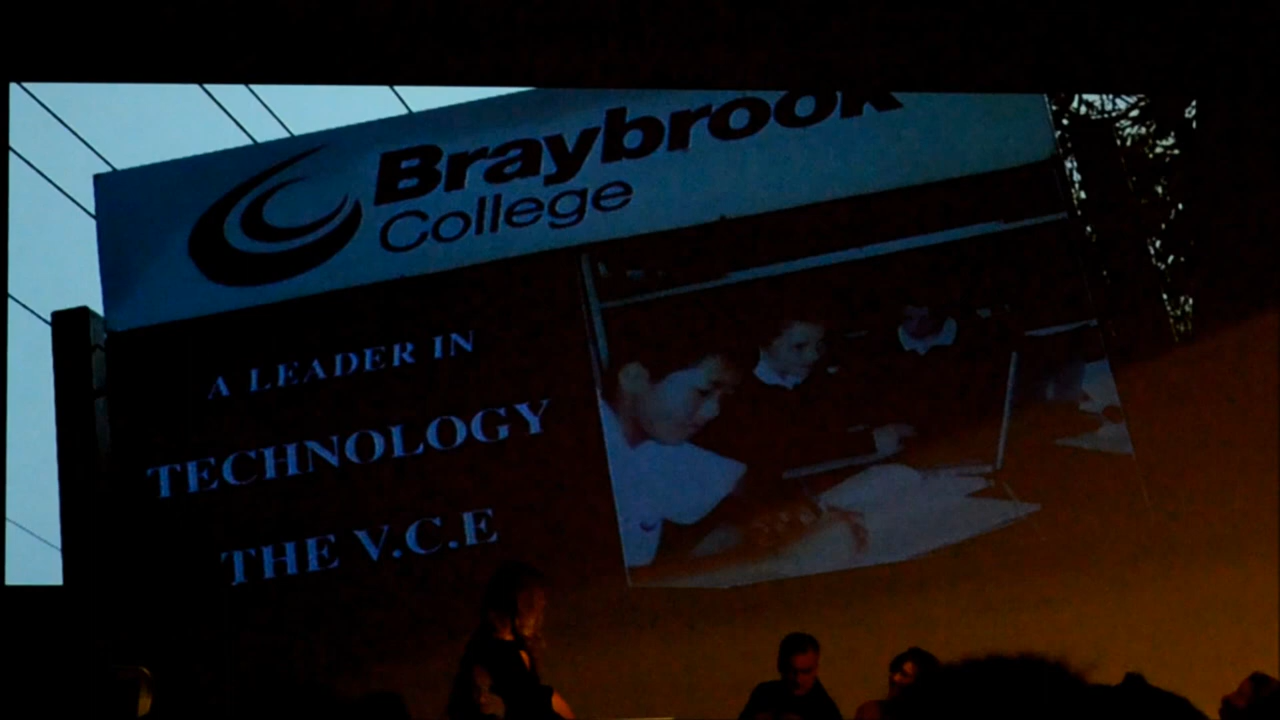 Braybrook
College
A LEADER IN
TECHNOLOGY
THE V.C.E